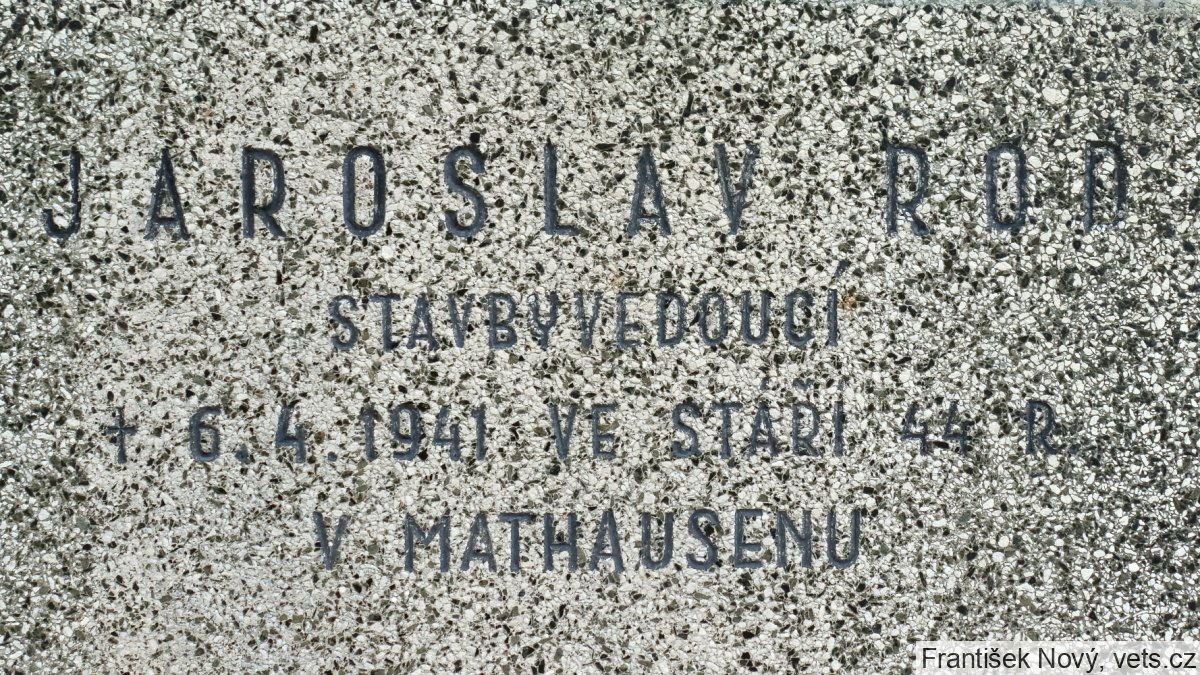 JAROSLAV ROD
STAVBYVEDOUCÍ
† 6.4.1941 VE STÁŘÍ 44 R.
V MATHAUSENU
František Nový, vets.cz